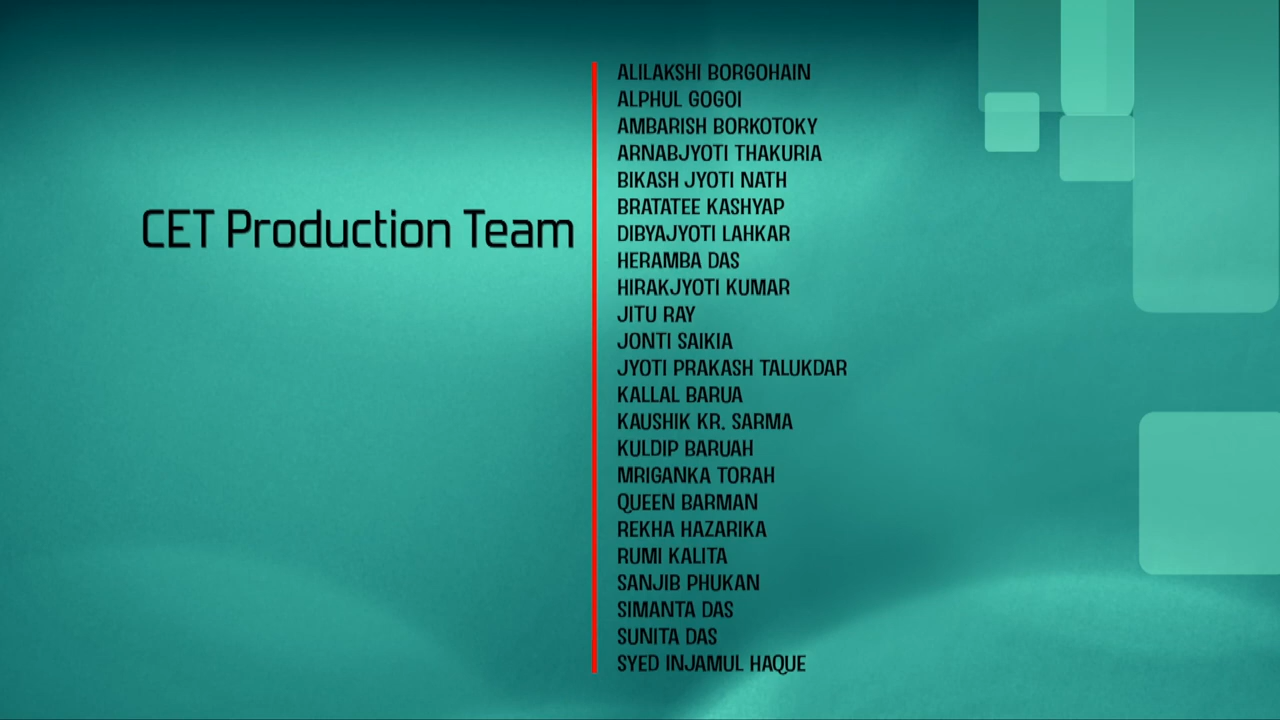 CET Production Team
ALILAKSHI BORGOHAIN
ALPHUL GOGOI
AMBARISH BORKOTOKY
ARNABJYOTI THAKURIA
BIKASH JYOTI NATH
BRATATEE KASHYAP
DIBYAJYOTI LAHKAR
HERAMBA DAS
HIRAKJYOTI KUMAR
JITU RAY
JONTI SAIKIA
JYOTI PRAKASH TALUKDAR
KALLAL BARUA
KAUSHIK KR. SARMA
KULDIP BARUAH
MRIGANKA TORAH
QUEEN BARMAN
REKHA HAZARIKA
RUMI KALITA
SANJIB PHUKAN
SIMANTA DAS
SUNITA DAS
SYED INJAMUL HAQUE